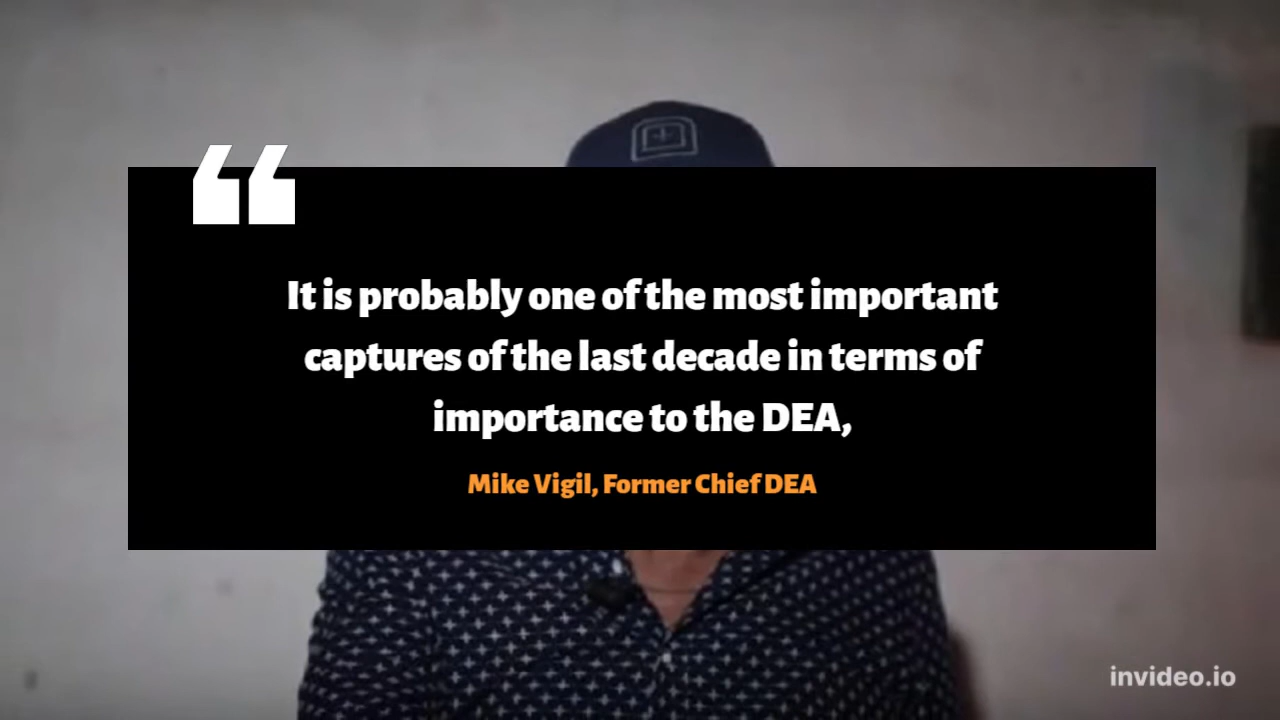 “
It is probably one of the most important
captures of the last decade in terms of
importance to the DEA,
Mike Vigil, Former Chief DEA
invideo.io